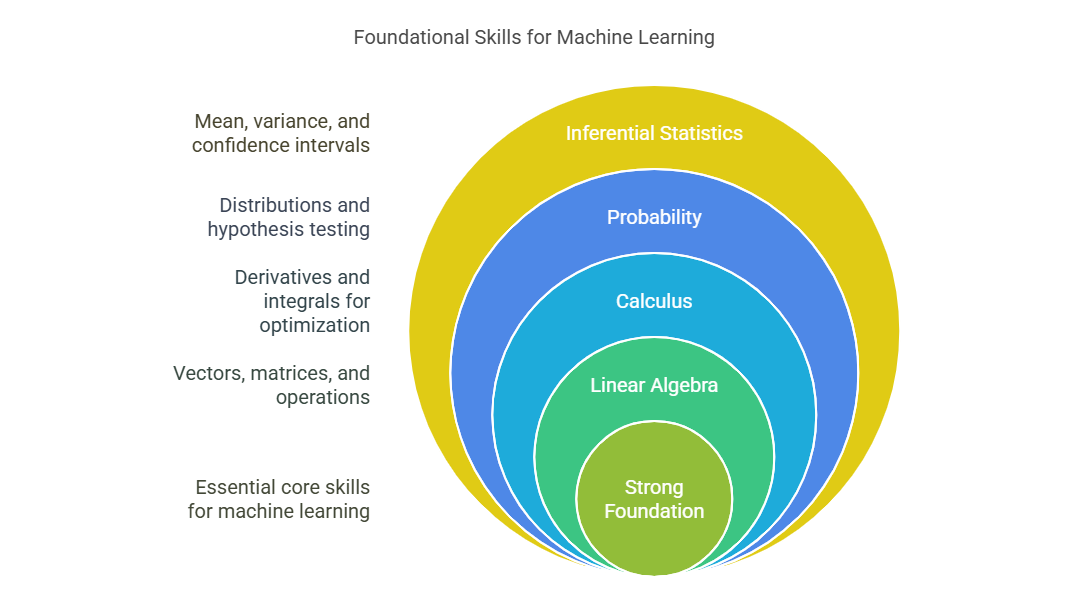 Foundational Skills for Machine Learning
Mean, variance, and
confidence intervals
Inferential Statistics
Distributions and
hypothesis testing
Probability
Derivatives and
integrals for
optimization
Calculus
Vectors, matrices, and
operations
Linear Algebra
Essential core skills
for machine learning
Strong
Foundation